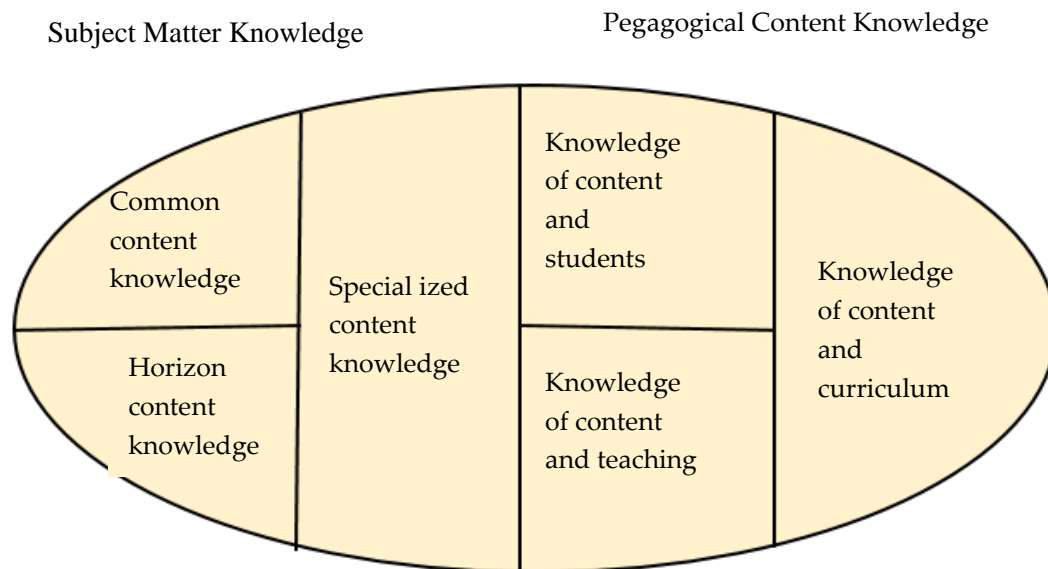 Subject Matter Knowledge
Pegagogical Content Knowledge
Common
content
knowledge
Horizon
content
knowledge
Special ized
content
knowledge
Knowledge
of content
and
students
Knowledge
of content
and teaching
Knowledge
of content
and
curriculum